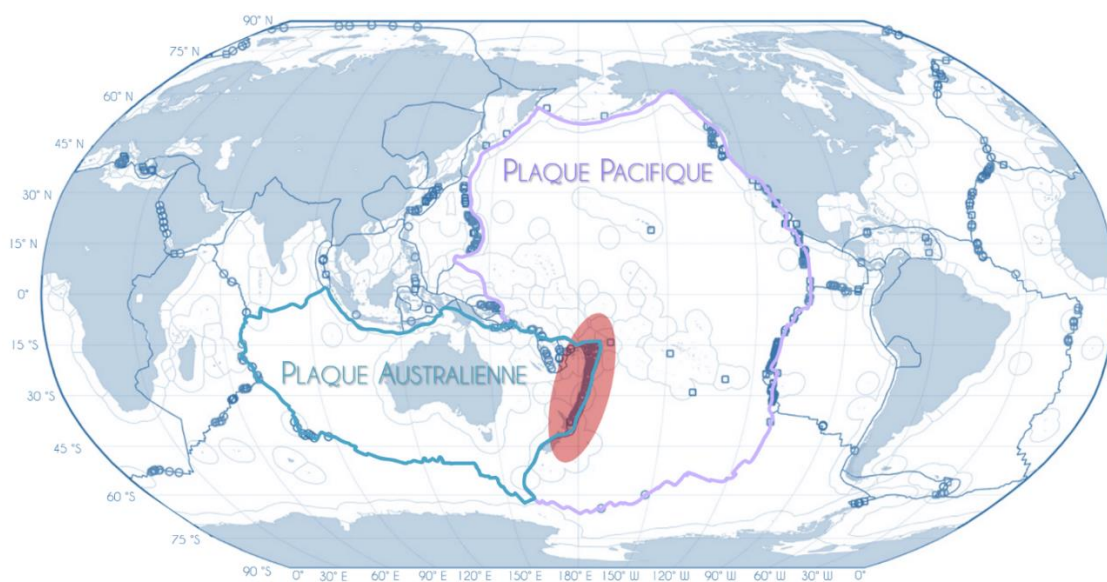 90° N
75° N
60° N
45° N
30° N
15° N
0°
15° S
30° S
45° S
60 °S
75° S
90 °S
Plaque Pacifique
Plaque Australienne
0° 30° E 60° E 90° E 120° E 150° E 180° E 150° W 120° W 90° W 60° W 30° W 0°